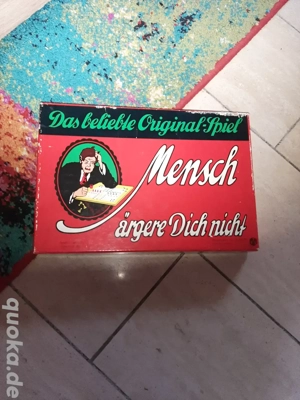 Das beliebte Original-Spiel
Mensch
ärgere Dich nicht
quoka.de